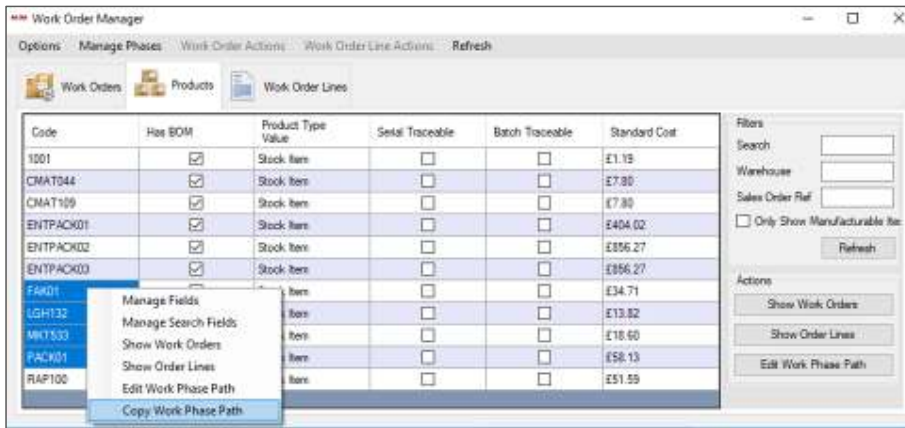 Work Order Manager
Options Manage Phases Work Order Actions Work Order Line Actions Refresh
Work Orders Products Work Order Lines
Code Has BOM Product Type Value Serial Traceable Batch Traceable Standard Cost
1001 Stock Item £1.19
CMAT044 Stock Item £7.80
CMAT109 Stock Item £7.80
ENTPACK01 Stock Item £404.02
ENTPACK02 Stock Item £856.27
ENTPACK03 Stock Item £856.27
FAK01 £34.71
LGH132 Item £13.82
MKT533 Item £18.60
PACK01 Item £58.13
RAP100 Item £51.59
Manage Fields
Manage Search Fields
Show Work Orders
Show Order Lines
Edit Work Phase Path
Copy Work Phase Path
Filters
Search
Warehouse
Sales Order Ref
Only Show Manufacturable Ite
Refresh
Actions
Show Work Orders
Show Order Lines
Edit Work Phase Path